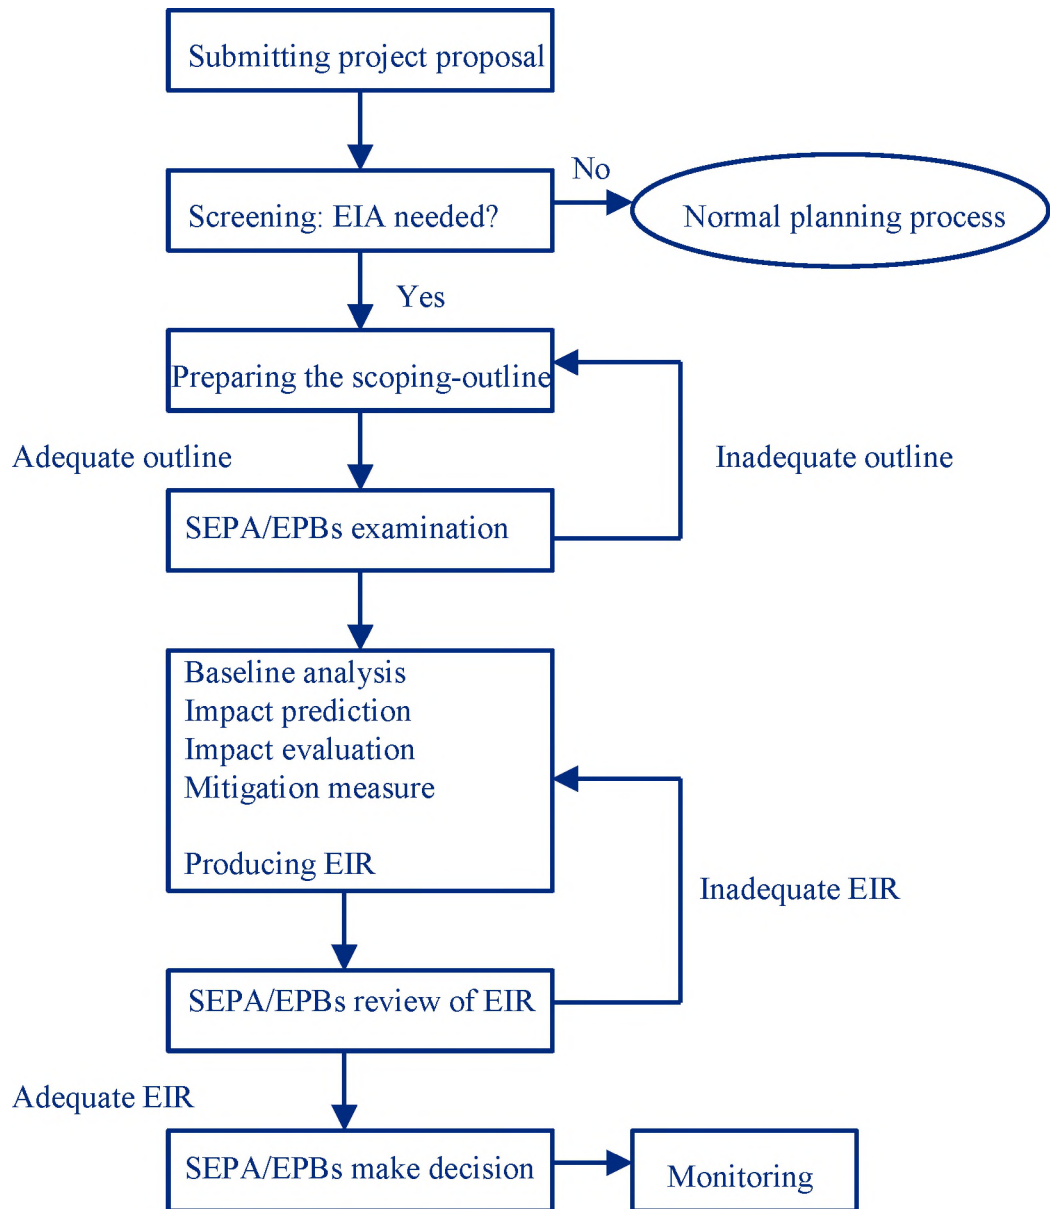 Submitting project proposal
No
Screening: EIA needed?
Normal planning process
Yes
Preparing the scoping-outline
Adequate outline
Inadequate outline
SEPA/EPBs examination
Baseline analysis
Impact prediction
Impact evaluation
Mitigation measure
Producing EIR
Inadequate EIR
SEPA/EPBs review of EIR
Adequate EIR
SEPA/EPBs make decision
Monitoring